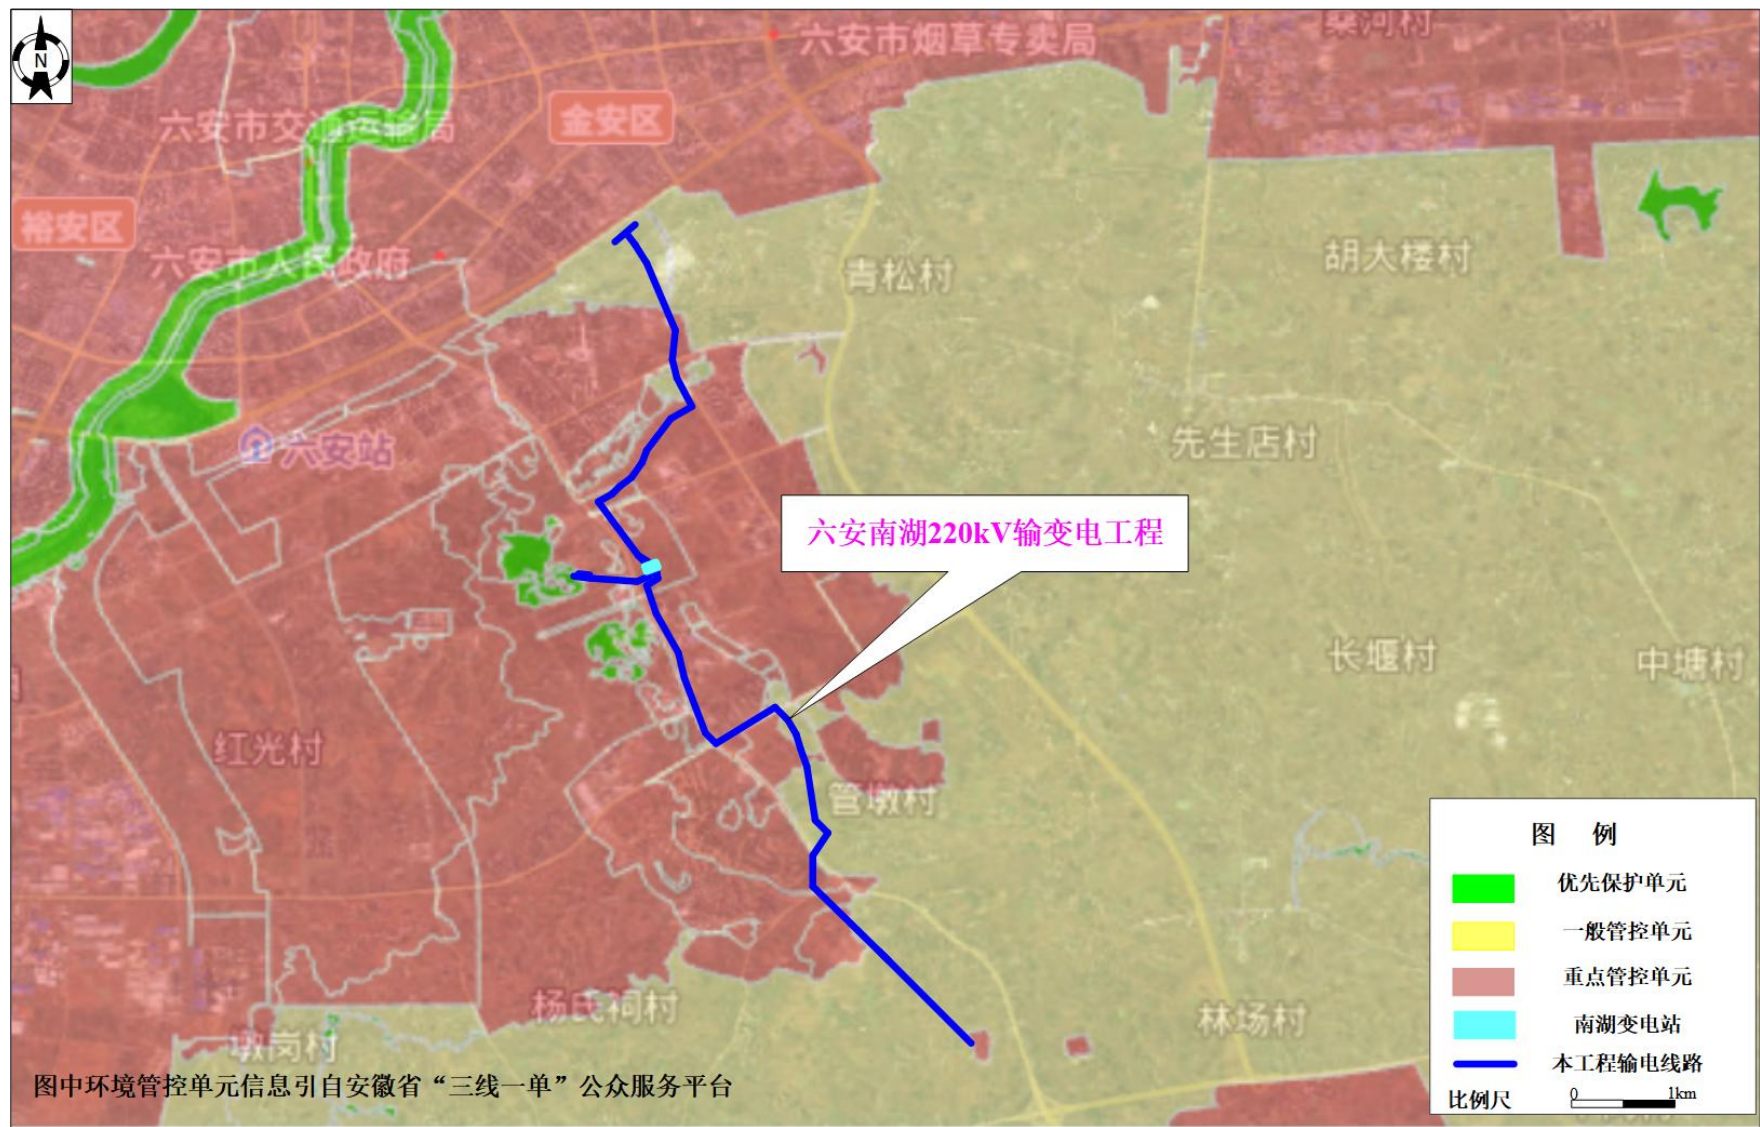 N
六安市烟草专卖局
桑河村
六安市交通运输局
金安区
裕安区
六安市人民政府
青松村
胡大楼村
六安站
先生店村
六安南湖220kV输变电工程
长堰村
中塘村
红光村
管墩村
杨氏祠村
林场村
墩岗村
图 例
优先保护单元
一般管控单元
重点管控单元
南湖变电站
本工程输电线路
比例尺 0 1km
图中环境管控单元信息引自安徽省“三线一单”公众服务平台